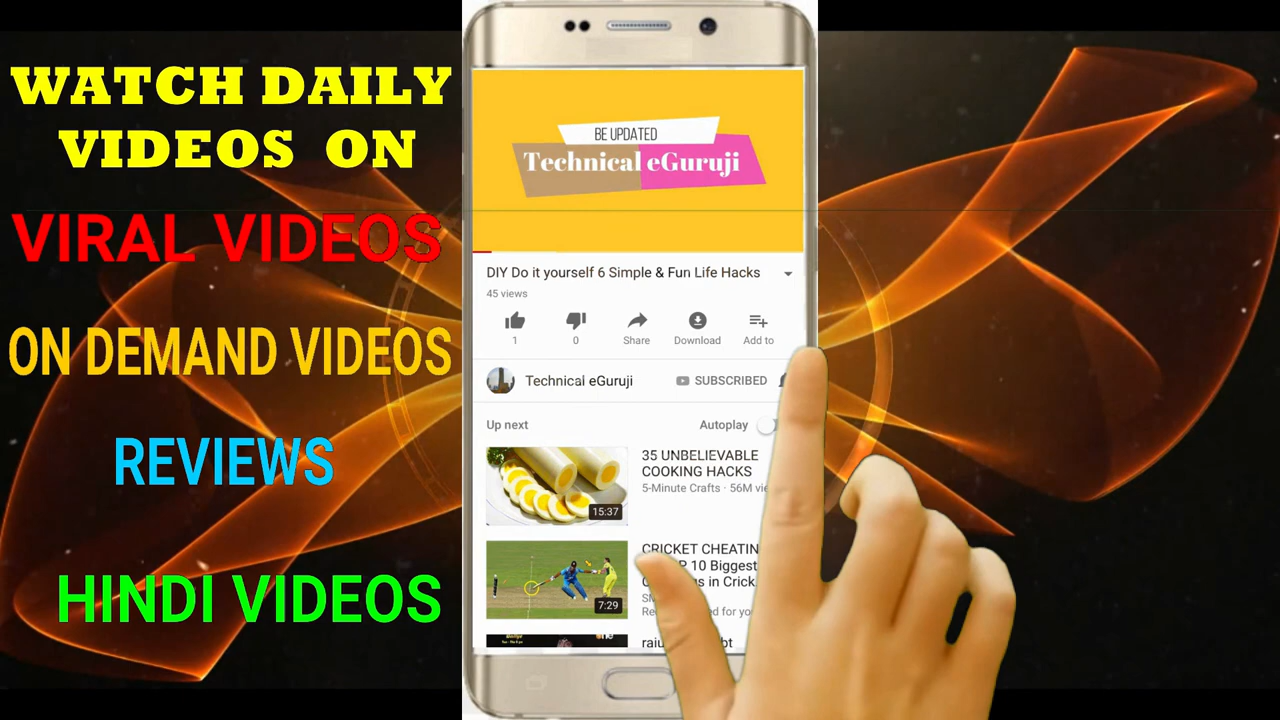 WATCH DAILY
VIDEOS ON
VIRAL VIDEOS
ON DEMAND VIDEOS
REVIEWS
HINDI VIDEOS
BE UPDATED
Technical eGuruji
DIY Do it yourself 6 Simple & Fun Life Hacks
45 views
1
0
Share
Download
Add to
Technical eGuruji
SUBSCRIBED
Up next
Autoplay
35 UNBELIEVABLE
COOKING HACKS
5-Minute Crafts · 56M
15:37
CRICKET
10 Biggest
in Crick..
for
7:29